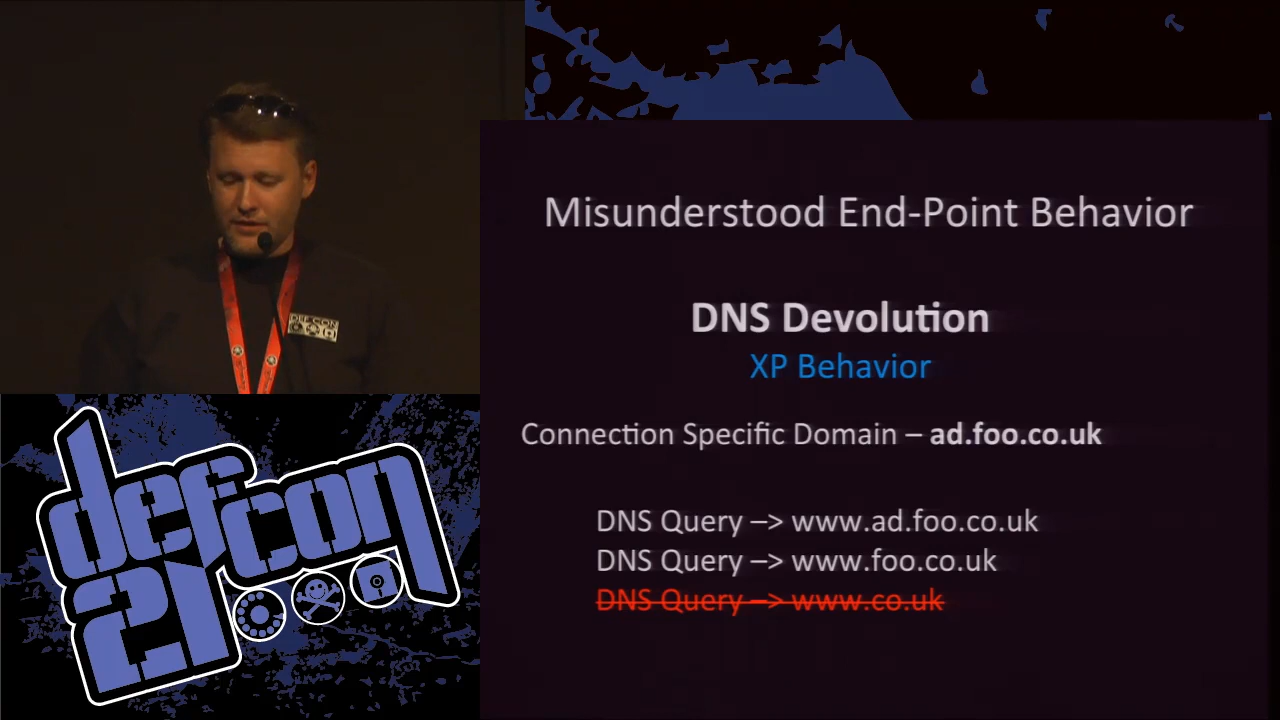 DEFCON
Misunderstood End-Point Behavior
DNS Devolution
XP Behavior
Connection Specific Domain – ad.foo.co.uk
DNS Query –> www.ad.foo.co.uk
DNS Query –> www.foo.co.uk
DNS Query –> www.co.uk
defcon
21